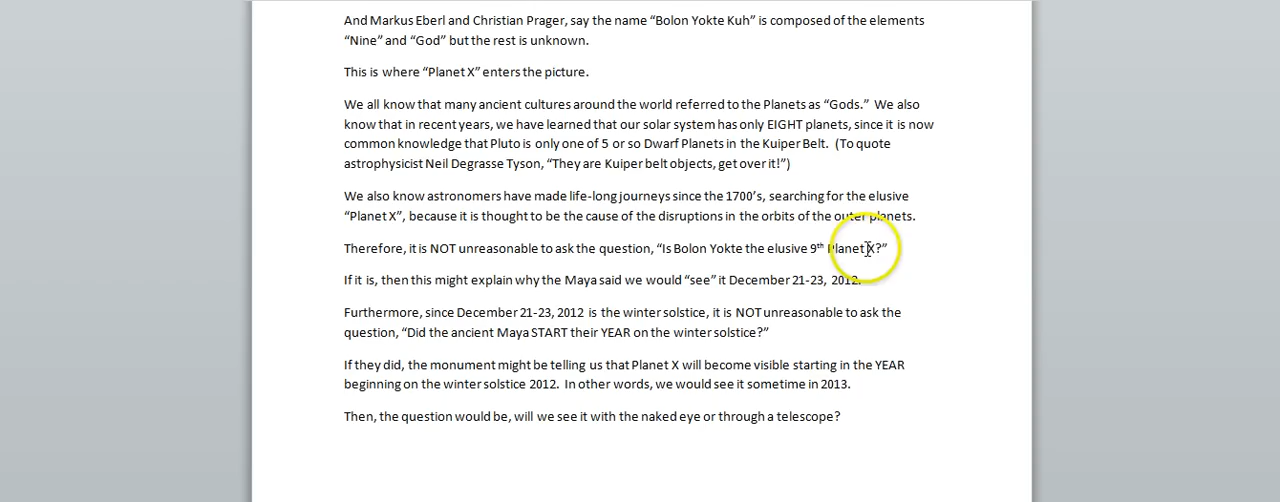 And Markus Eberl and Christian Prager, say the name “Bolon Yokte Kuh” is composed of the elements
“Nine” and “God” but the rest is unknown.
This is where “Planet X” enters the picture.
We all know that many ancient cultures around the world referred to the Planets as “Gods.”  We also
know that in recent years, we have learned that our solar system has only EIGHT planets, since it is now
common knowledge that Pluto is only one of 5 or so Dwarf Planets in the Kuiper Belt.  (To quote
astrophysicist Neil Degrasse Tyson, “They are Kuiper belt objects, get over it!”)
We also know astronomers have made life-long journeys since the 1700’s, searching for the elusive
“Planet X”, because it is thought to be the cause of the disruptions in the orbits of the outer planets.
Therefore, it is NOT unreasonable to ask the question, “Is Bolon Yokte the elusive 9th Planet X?”
If it is, then this might explain why the Maya said we would “see” it December 21-23, 2012.
Furthermore, since December 21-23, 2012 is the winter solstice, it is NOT unreasonable to ask the
question, “Did the ancient Maya START their YEAR on the winter solstice?”
If they did, the monument might be telling us that Planet X will become visible starting in the YEAR
beginning on the winter solstice 2012.  In other words, we would see it sometime in 2013.
Then, the question would be, will we see it with the naked eye or through a telescope?